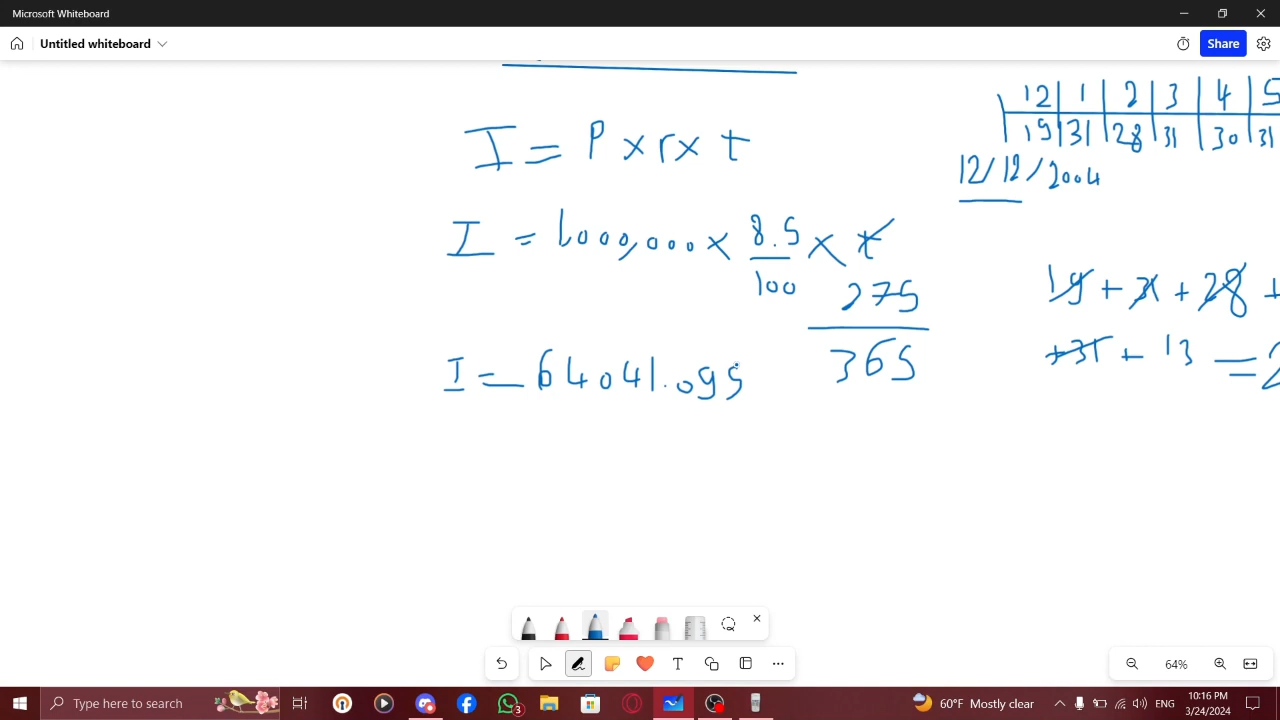 Microsoft Whiteboard
Untitled whiteboard
Share
12 | 1 | 2 | 3 | 4 | 5
19 | 31 | 28 | 31 | 30 | 31
12/12/2004
I = P × r × t
I = 1000,000 × 8.5/100 × t
275/365
19 + 31 + 28 +
+31 + 13 = 2
I = 64041.095
64%
Type here to search
3
60°F Mostly clear
ENG
10:16 PM
3/24/2024